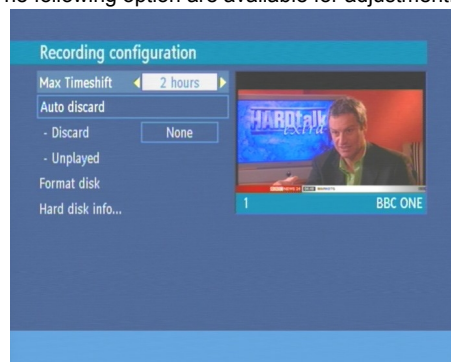 The following option are available for adjustment.
Recording configuration
Max Timeshift 2 hours
Auto discard
- Discard None
- Unplayed
Format disk
Hard disk info...
HARDtalk
extra
1 BBC ONE